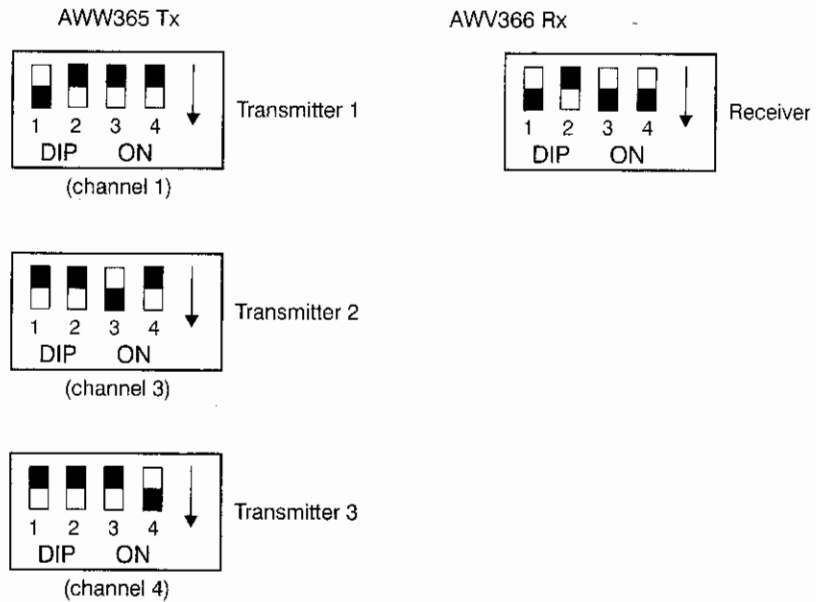 AWW365 Tx
AWV366 Rx
1 2 3 4
DIP ON
Transmitter 1
(channel 1)
1 2 3 4
DIP ON
Receiver
1 2 3 4
DIP ON
Transmitter 2
(channel 3)
1 2 3 4
DIP ON
Transmitter 3
(channel 4)